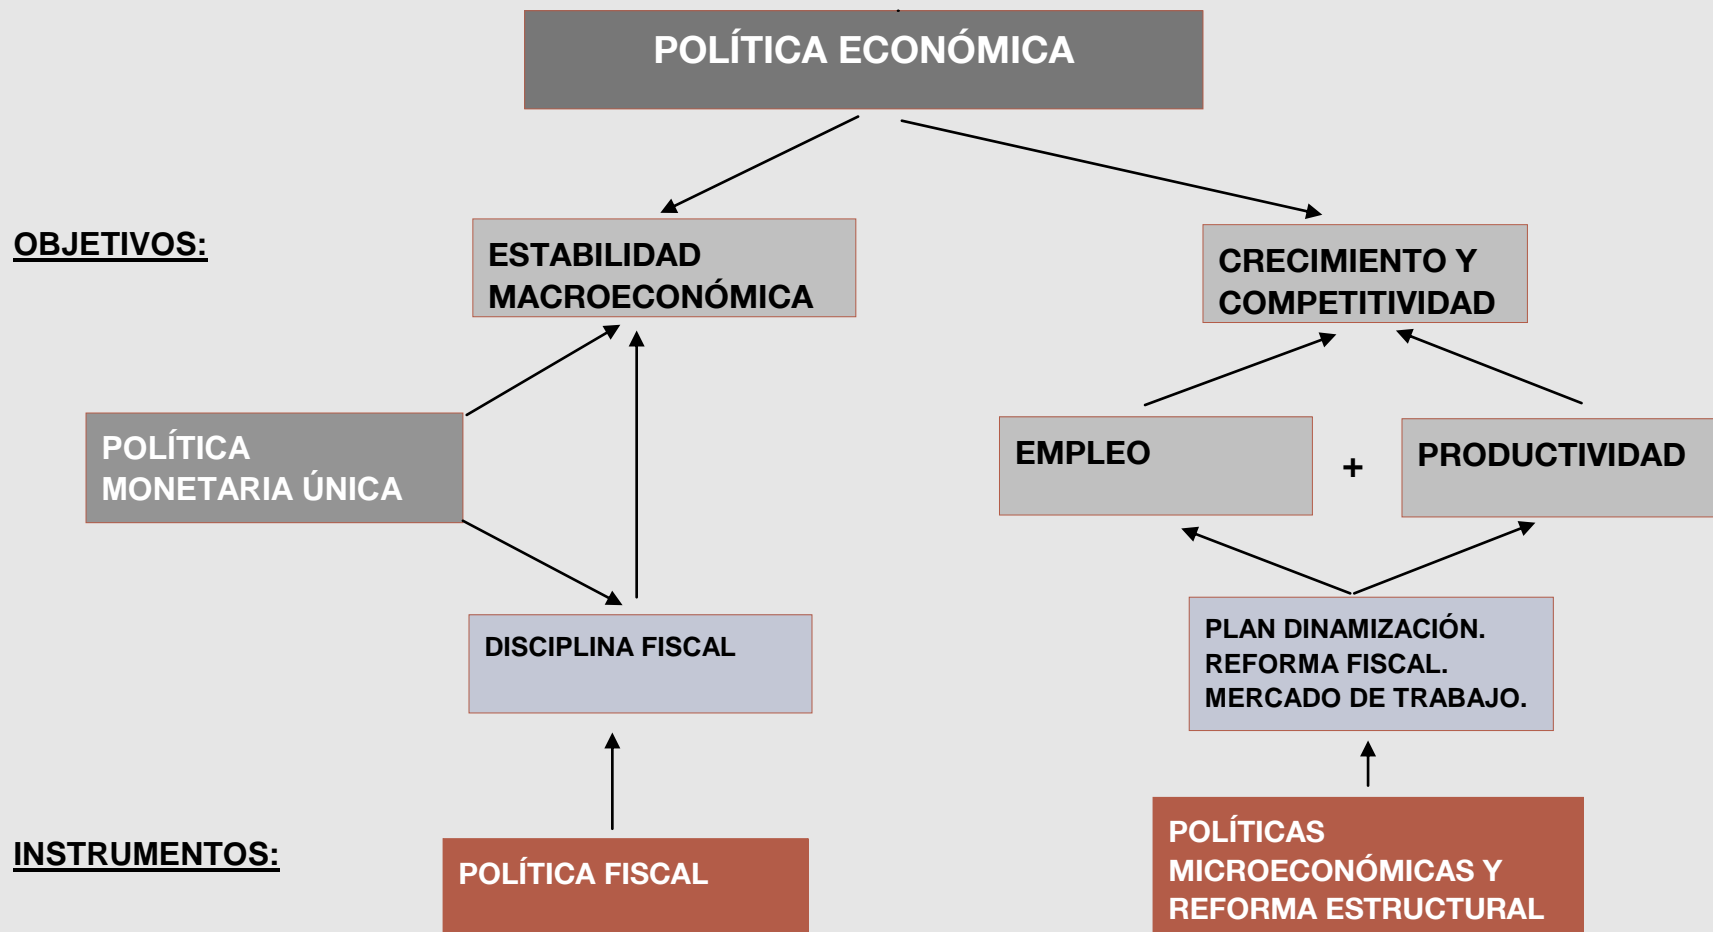 POLÍTICA ECONÓMICA
OBJETIVOS:
ESTABILIDAD
MACROECONÓMICA
CRECIMIENTO Y
COMPETITIVIDAD
POLÍTICA
MONETARIA ÚNICA
EMPLEO
+
PRODUCTIVIDAD
DISCIPLINA FISCAL
PLAN DINAMIZACIÓN.
REFORMA FISCAL.
MERCADO DE TRABAJO.
INSTRUMENTOS:
POLÍTICA FISCAL
POLÍTICAS
MICROECONÓMICAS Y
REFORMA ESTRUCTURAL